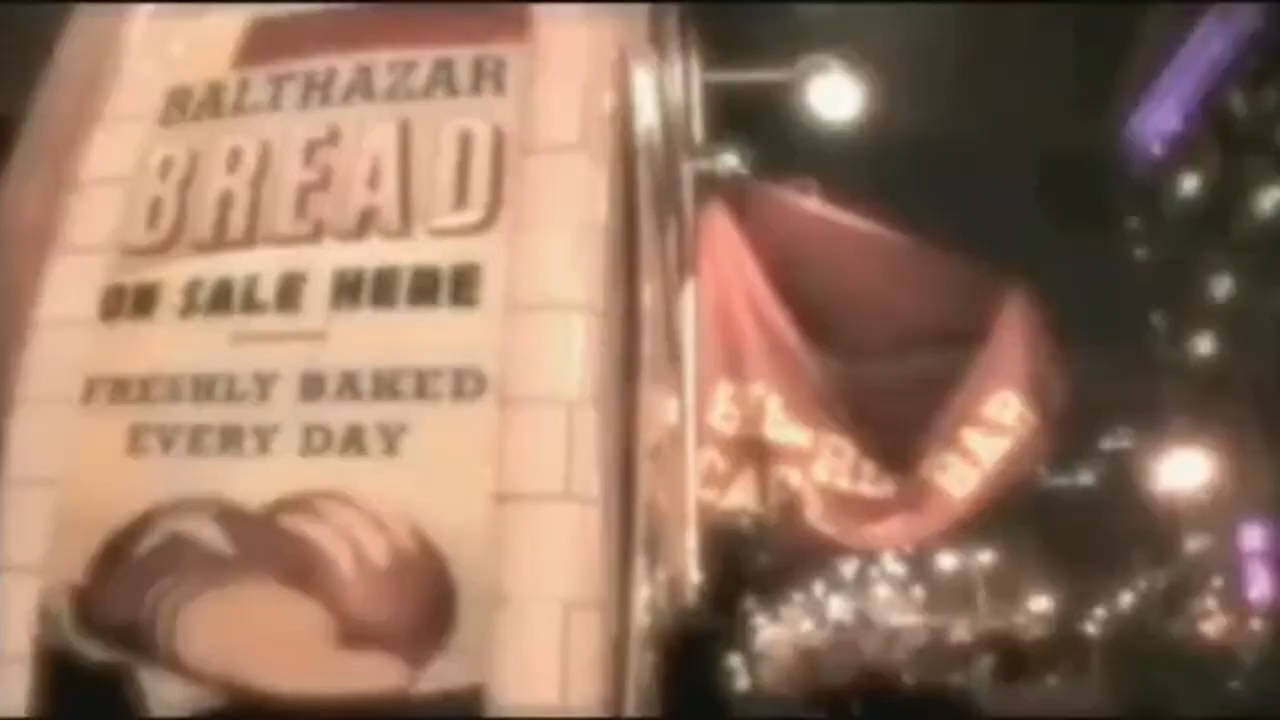 BALTHAZAR
BREAD
ON SALE HERE
FRESHLY BAKED
EVERY DAY